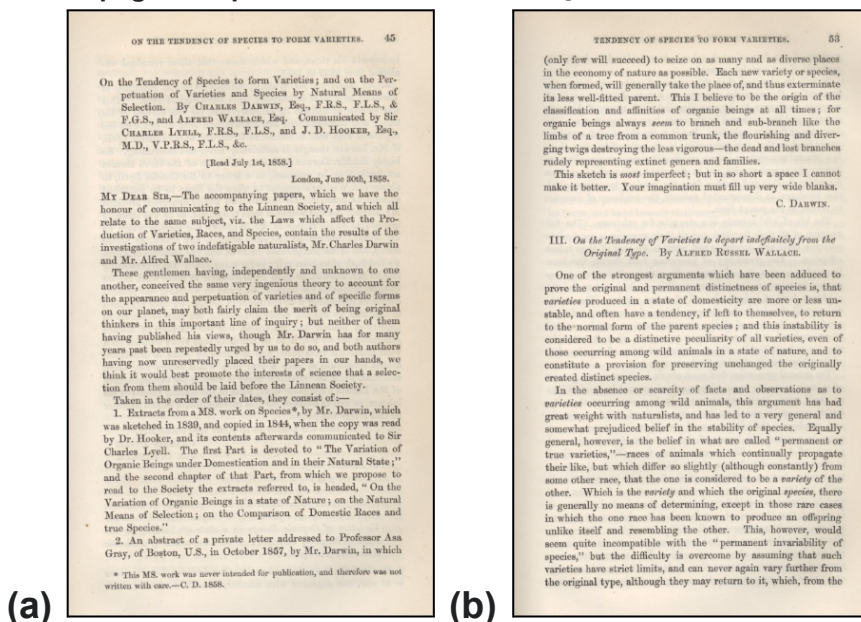 ON THE TENDENCY OF SPECIES TO FORM VARIETIES. 45
On the Tendency of Species to form Varieties; and on the Per-
petuation of Varieties and Species by Natural Means of
Selection. By CHARLES DARWIN, Esq., F.R.S., F.L.S., &
F.G.S., and ALFRED WALLACE, Esq. Communicated by Sir
CHARLES LYELL, F.R.S., F.L.S., and J. D. HOOKER, Esq.,
M.D., V.P.R.S., F.L.S., &c.
[Read July 1st, 1858.]
London, June 30th, 1858.
MY DEAR SIR,—The accompanying papers, which we have the
honour of communicating to the Linnean Society, and which all
relate to the same subject, viz. the Laws which affect the Pro-
duction of Varieties, Races, and Species, contain the results of the
investigations of two indefatigable naturalists, Mr. Charles Darwin
and Mr. Alfred Wallace.
These gentlemen having, independently and unknown to one
another, conceived the same very ingenious theory to account for
the appearance and perpetuation of varieties and of specific forms
on our planet, may both fairly claim the merit of being original
thinkers in this important line of inquiry; but neither of them
having published his views, though Mr. Darwin has for many
years past been repeatedly urged by us to do so, and both authors
having now unreservedly placed their papers in our hands, we
think it would best promote the interests of science that a selec-
tion from them should be laid before the Linnean Society.
Taken in the order of their dates, they consist of:—
1. Extracts from a MS. work on Species*, by Mr. Darwin, which
was sketched in 1839, and copied in 1844, when the copy was read
by Dr. Hooker, and its contents afterwards communicated to Sir
Charles Lyell. The first Part is devoted to "The Variation of
Organic Beings under Domestication and in their Natural State;"
and the second chapter of that Part, from which we propose to
read to the Society the extracts referred to, is headed, "On the
Variation of Organic Beings in a state of Nature; on the Natural
Means of Selection; on the Comparison of Domestic Races and
true Species."
2. An abstract of a private letter addressed to Professor Asa
Gray, of Boston, U.S., in October 1857, by Mr. Darwin, in which
* This MS. work was never intended for publication, and therefore was not
written with care.—C. D. 1858.
(a)
TENDENCY OF SPECIES TO FORM VARIETIES. 53
(only few will succeed) to seize on as many and as diverse places
in the economy of nature as possible. Each new variety or species,
when formed, will generally take the place of, and thus exterminate
its less well-fitted parent. This I believe to be the origin of the
classification and affinities of organic beings at all times; for
organic beings always seem to branch and sub-branch like the
limbs of a tree from a common trunk, the flourishing and diver-
ging twigs destroying the less vigorous—the dead and lost branches
rudely representing extinct genera and families.
This sketch is most imperfect; but in so short a space I cannot
make it better. Your imagination must fill up very wide blanks.
C. DARWIN.
III. On the Tendency of Varieties to depart indefinitely from the
Original Type. By ALFRED RUSSEL WALLACE.
One of the strongest arguments which have been adduced to
prove the original and permanent distinctness of species is, that
varieties produced in a state of domesticity are more or less un-
stable, and often have a tendency, if left to themselves, to return
to the normal form of the parent species; and this instability is
considered to be a distinctive peculiarity of all varieties, even of
those occurring among wild animals in a state of nature, and to
constitute a provision for preserving unchanged the originally
created distinct species.
In the absence or scarcity of facts and observations as to
varieties occurring among wild animals, this argument has had
great weight with naturalists, and has led to a very general and
somewhat prejudiced belief in the stability of species. Equally
general, however, is the belief in what are called "permanent or
true varieties,"—races of animals which continually propagate
their like, but which differ so slightly (although constantly) from
some other race, that the one is considered to be a variety of the
other. Which is the variety and which the original species, there
is generally no means of determining, except in those rare cases
in which the one race has been known to produce an offspring
unlike itself and resembling the other. This, however, would
seem quite incompatible with the "permanent invariability of
species," but the difficulty is overcome by assuming that such
varieties have strict limits, and can never again vary further from
the original type, although they may return to it, which, from the
(b)